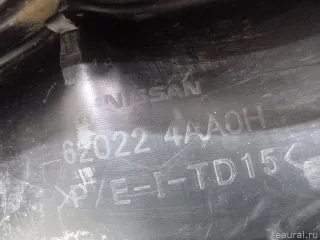 NISSAN
62022 4AA0H
>P/E-I-TD15<
eaural.ru